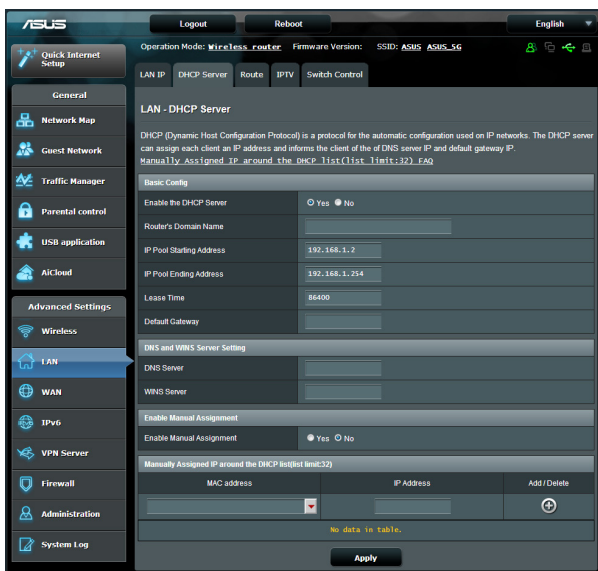 ASUS
Logout
Reboot
English
Quick Internet
Setup
Operation Mode: Wireless router Firmware Version: SSID: ASUS ASUS_5G
LAN IP
DHCP Server
Route
IPTV
Switch Control
General
Network Map
Guest Network
Traffic Manager
Parental control
USB application
AiCloud
Advanced Settings
Wireless
LAN
WAN
IPv6
VPN Server
Firewall
Administration
System Log
LAN - DHCP Server
DHCP (Dynamic Host Configuration Protocol) is a protocol for the automatic configuration used on IP networks. The DHCP server
can assign each client an IP address and informs the client of the of DNS server IP and default gateway IP.
Manually Assigned IP around the DHCP list(list limit:32) FAQ
Basic Config
Enable the DHCP Server Yes No
Router's Domain Name
IP Pool Starting Address 192.168.1.2
IP Pool Ending Address 192.168.1.254
Lease Time 86400
Default Gateway
DNS and WINS Server Setting
DNS Server
WINS Server
Enable Manual Assignment
Enable Manual Assignment Yes No
Manually Assigned IP around the DHCP list(list limit:32)
MAC address IP Address Add / Delete
No data in table.
Apply